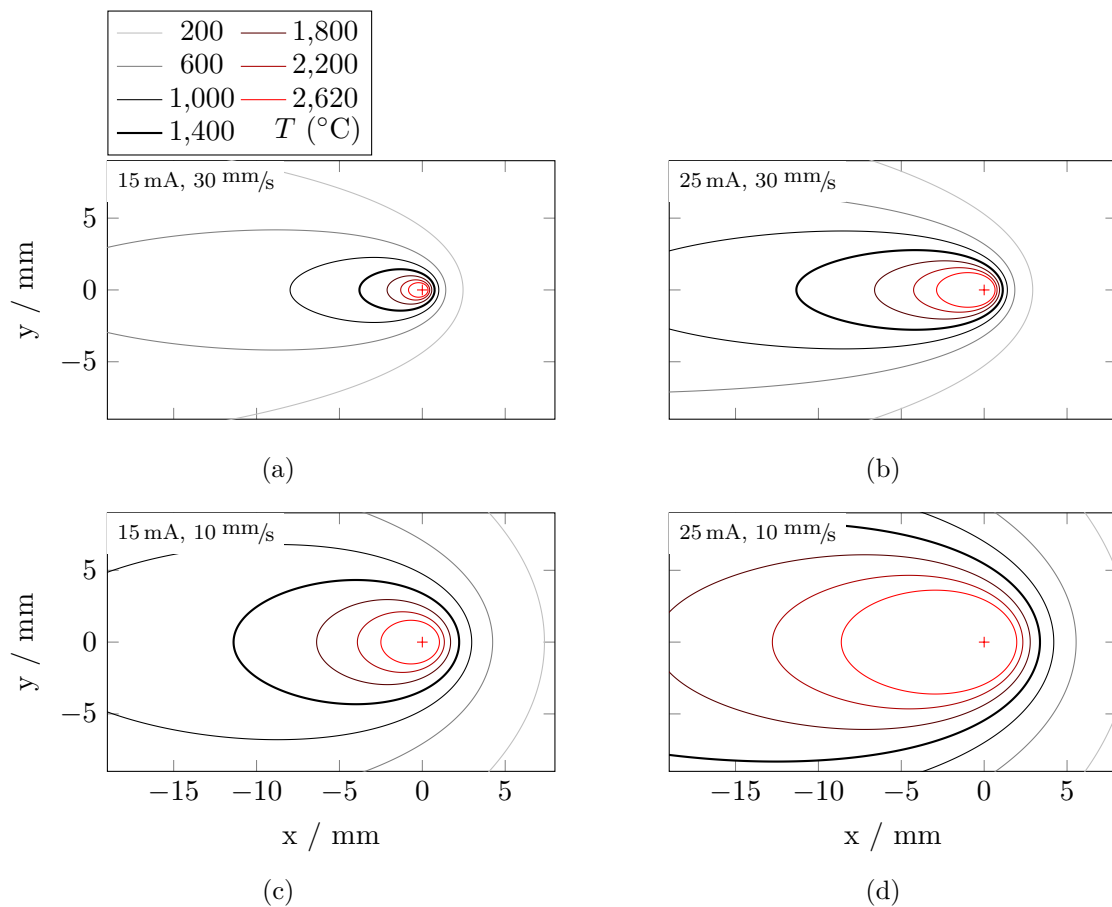 200 1,800
600 2,200
1,000 2,620
1,400 T (°C)
15 mA, 30 mm/s
25 mA, 30 mm/s
5
0
−5
y / mm
(a)
(b)
15 mA, 10 mm/s
25 mA, 10 mm/s
5
0
−5
y / mm
−15 −10 −5 0 5
−15 −10 −5 0 5
x / mm
x / mm
(c)
(d)